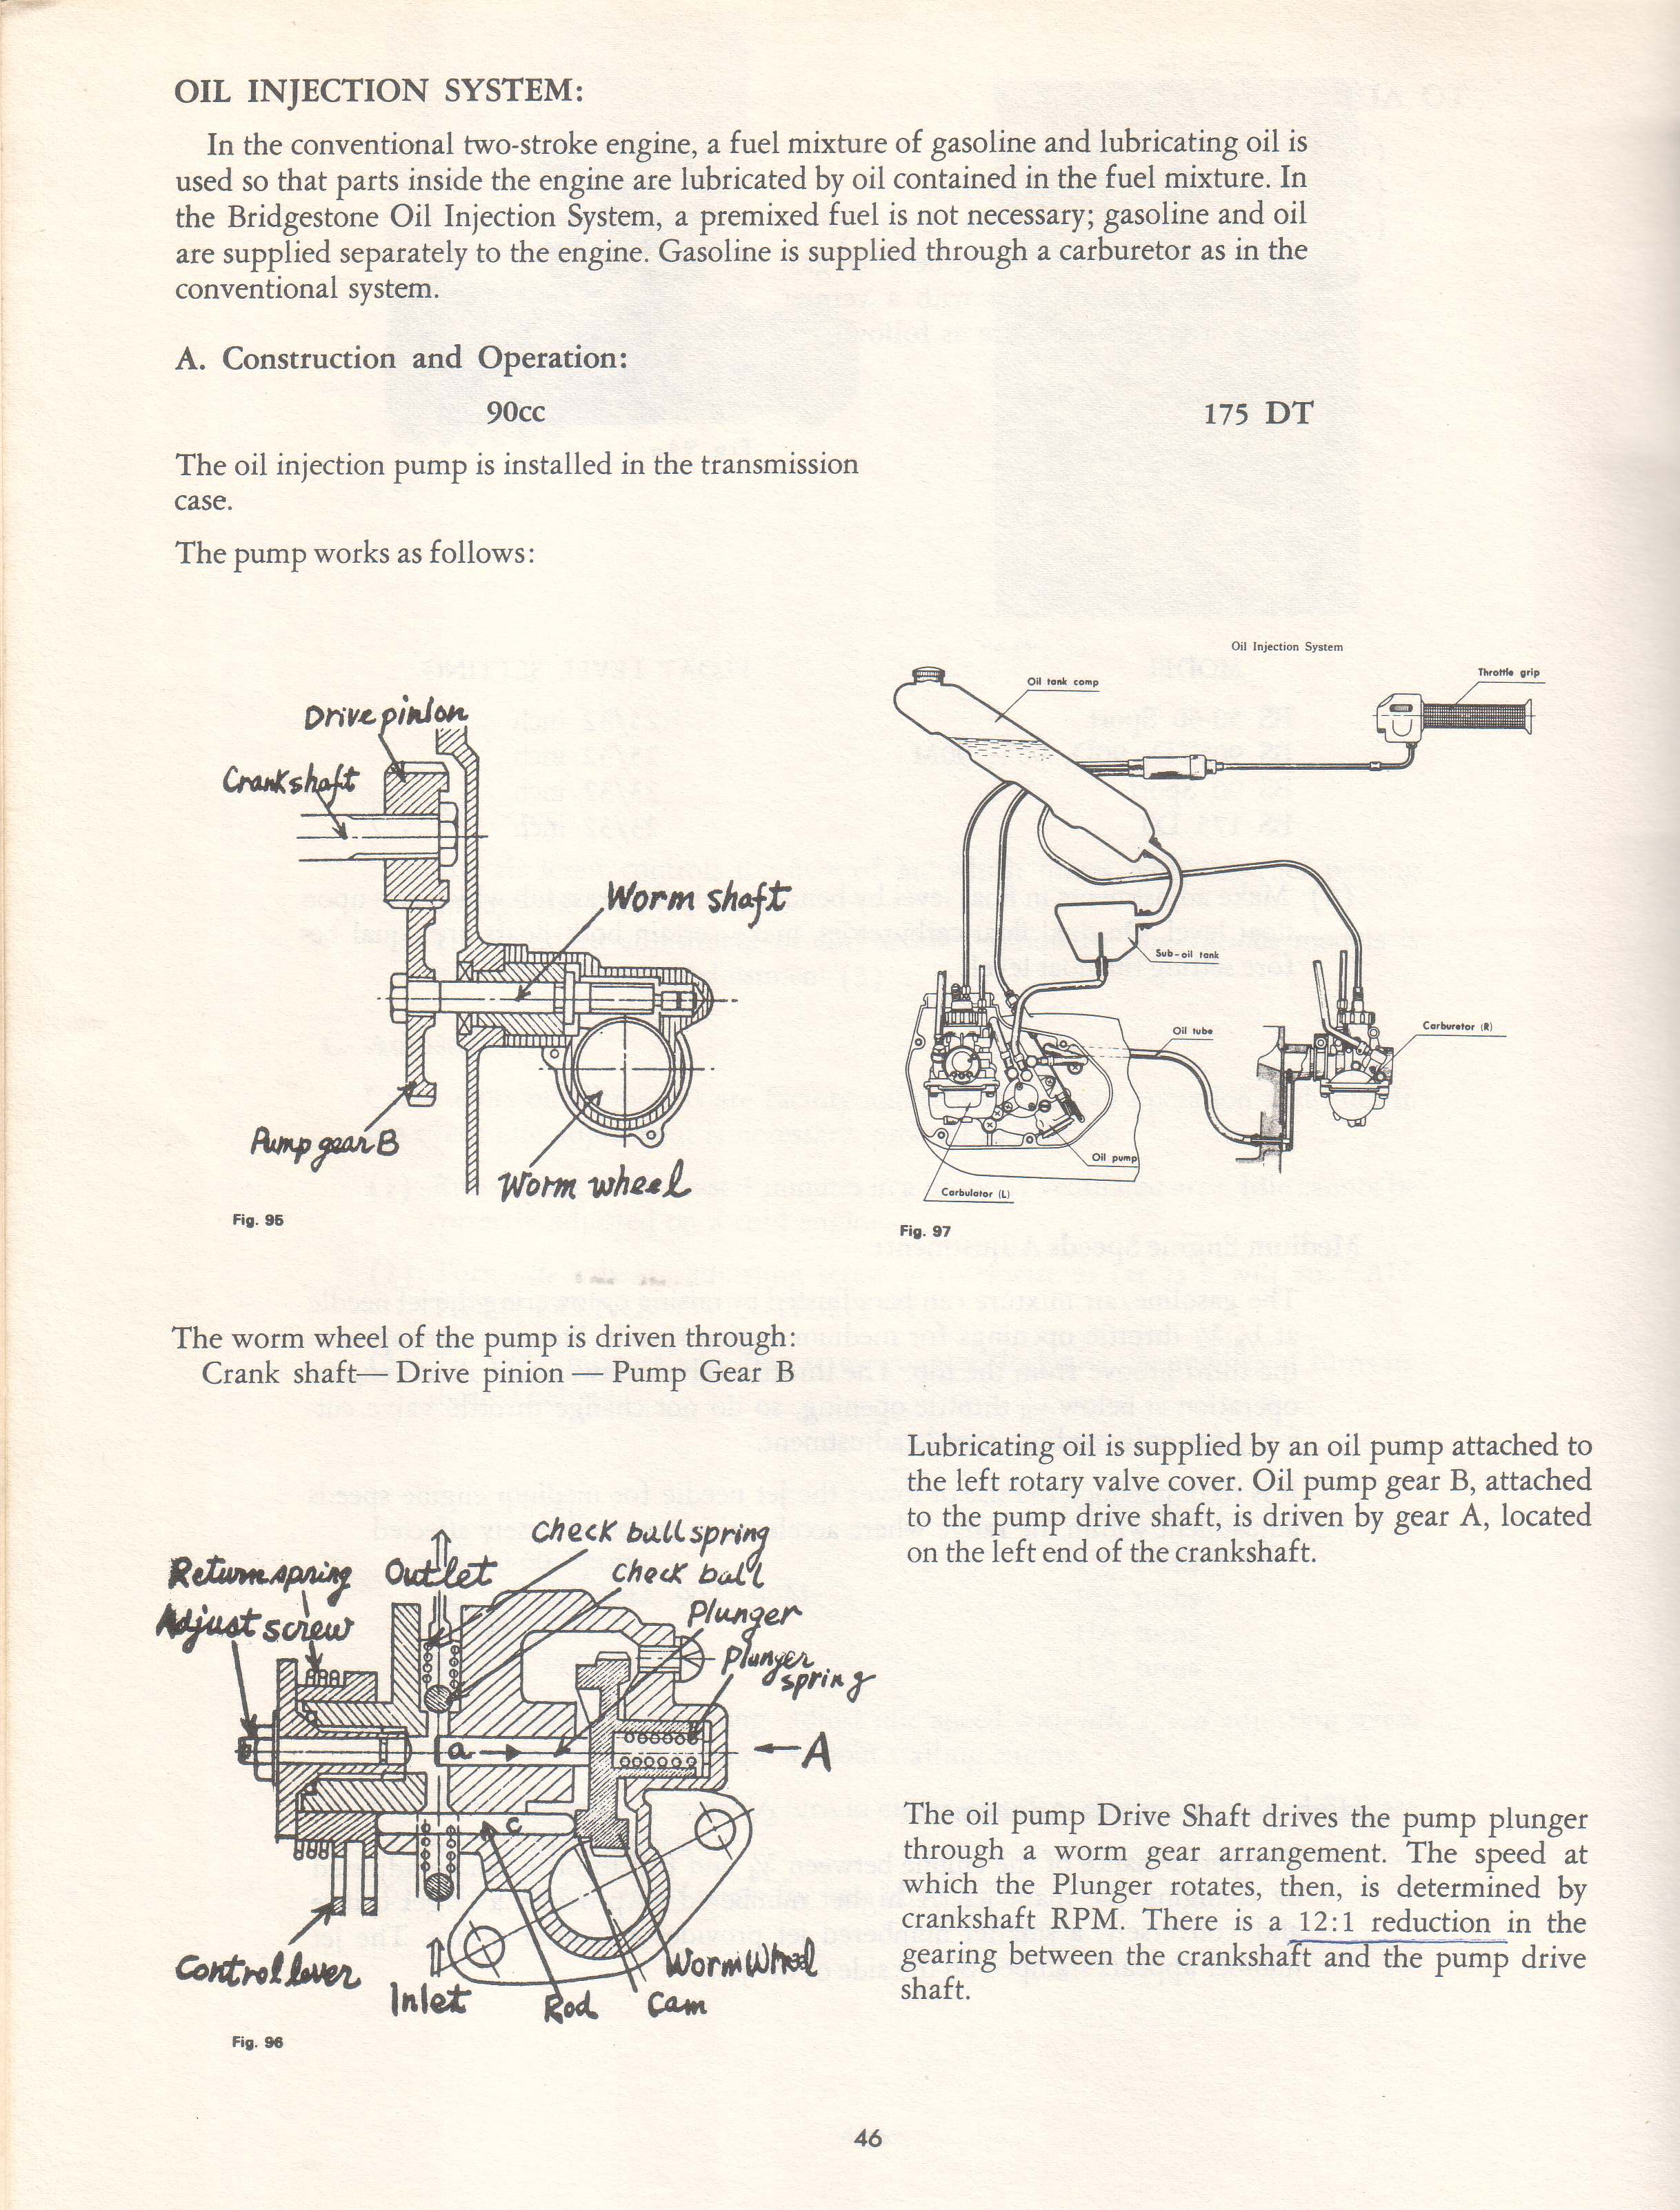 OIL INJECTION SYSTEM:
In the conventional two-stroke engine, a fuel mixture of gasoline and lubricating oil is
used so that parts inside the engine are lubricated by oil contained in the fuel mixture. In
the Bridgestone Oil Injection System, a premixed fuel is not necessary; gasoline and oil
are supplied separately to the engine. Gasoline is supplied through a carburetor as in the
conventional system.
A. Construction and Operation:
90cc
175 DT
The oil injection pump is installed in the transmission
case.
The pump works as follows:
Drive pinion
Crank shaft
Worm shaft
Pump gear B
Worm wheel
Fig. 95
Oil Injection System
Oil tank comp
Throttle grip
Sub-oil tank
Oil tube
Carburetor (R)
Oil pump
Carbulator (L)
Fig. 97
The worm wheel of the pump is driven through:
Crank shaft— Drive pinion — Pump Gear B
Lubricating oil is supplied by an oil pump attached to
the left rotary valve cover. Oil pump gear B, attached
to the pump drive shaft, is driven by gear A, located
on the left end of the crankshaft.
Check ball spring
Return spring
Outlet
Check ball
Adjust screw
Plunger
Plunger
spring
a
A
c
Control lever
Inlet
Rod
Cam
Worm Wheel
Fig. 96
The oil pump Drive Shaft drives the pump plunger
through a worm gear arrangement. The speed at
which the Plunger rotates, then, is determined by
crankshaft RPM. There is a 12:1 reduction in the
gearing between the crankshaft and the pump drive
shaft.
46